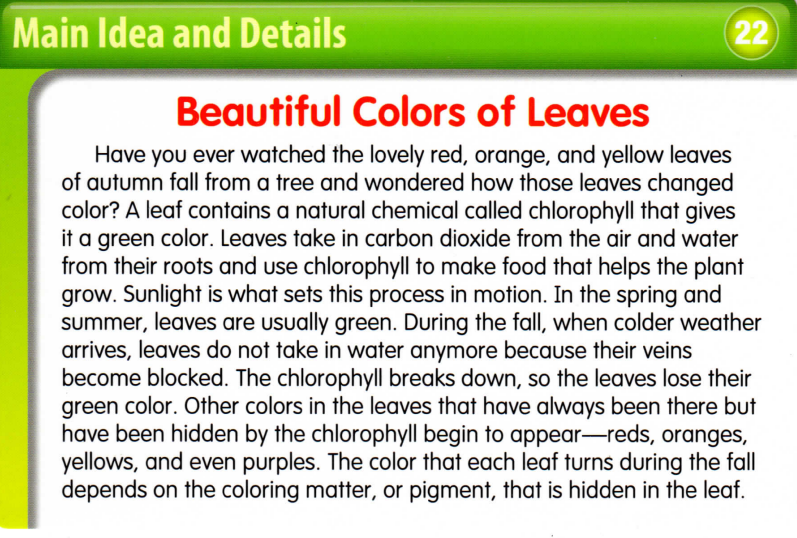 Main Idea and Details
22
Beautiful Colors of Leaves
Have you ever watched the lovely red, orange, and yellow leaves
of autumn fall from a tree and wondered how those leaves changed
color? A leaf contains a natural chemical called chlorophyll that gives
it a green color. Leaves take in carbon dioxide from the air and water
from their roots and use chlorophyll to make food that helps the plant
grow. Sunlight is what sets this process in motion. In the spring and
summer, leaves are usually green. During the fall, when colder weather
arrives, leaves do not take in water anymore because their veins
become blocked. The chlorophyll breaks down, so the leaves lose their
green color. Other colors in the leaves that have always been there but
have been hidden by the chlorophyll begin to appear—reds, oranges,
yellows, and even purples. The color that each leaf turns during the fall
depends on the coloring matter, or pigment, that is hidden in the leaf.